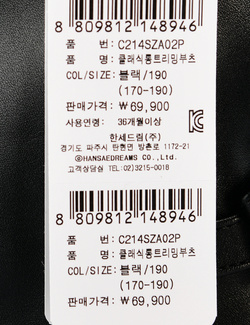 8 809812 148946
품 번: C214SZA02P
품 명: 클래식롱트리밍부츠
COL/SIZE: 블랙/190
(170-190)
판매가격: ₩69,900
사용연령: 36개월이상
한세드림(주)
경기도 파주시 탄현면 방촌로 1172-21
@HANSAEDREAMS CO.,Ltd.
고객상담실 TEL:02)3215-0018
8 809812 148946
품 번: C214SZA02P
품 명: 클래식롱트리밍부츠
COL/SIZE: 블랙/190
(170-190)
판매가격: ₩69,900